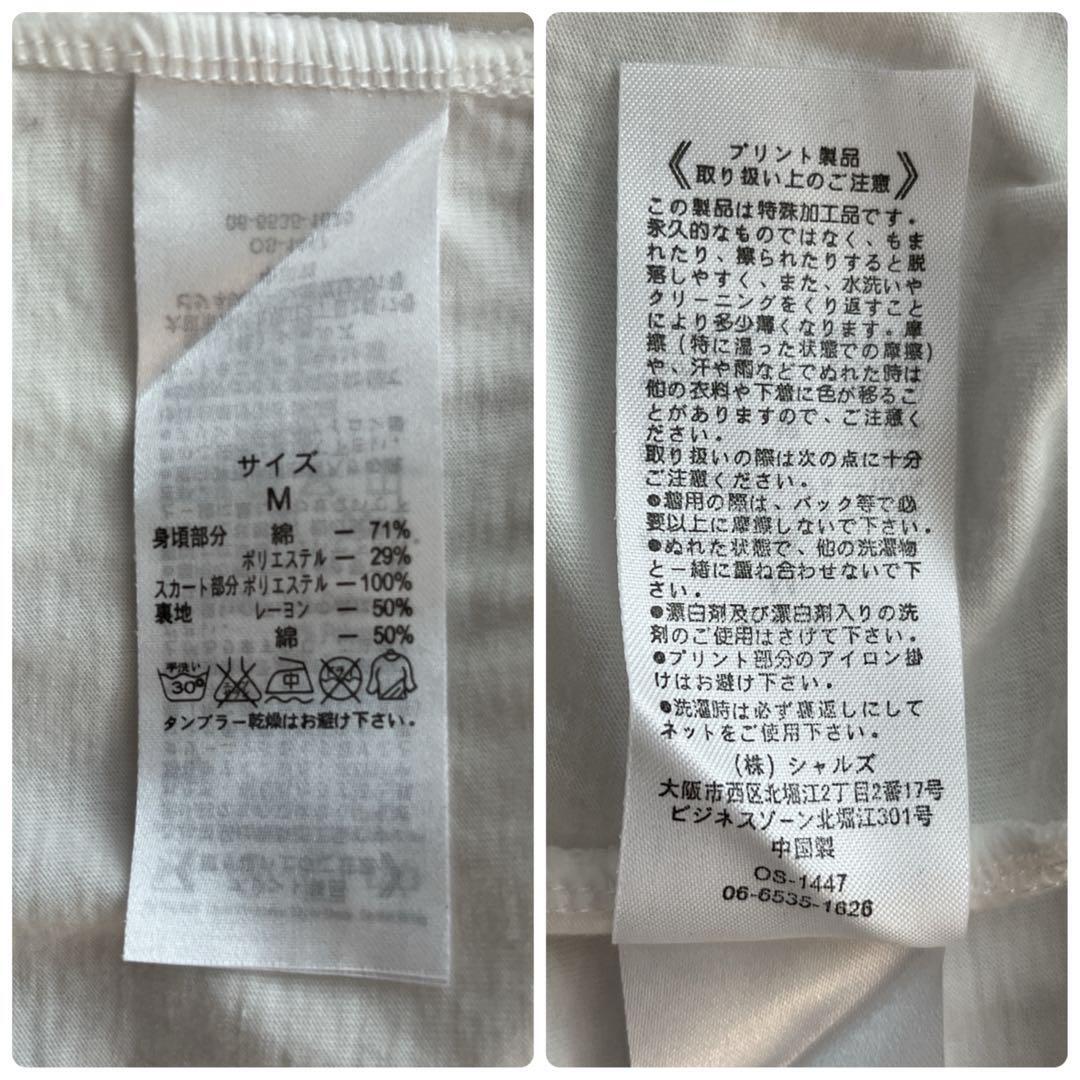 サイズ
M
身頃部分 綿 — 71%
ポリエステル — 29%
スカート部分 ポリエステル — 100%
裏地 レーヨン — 50%
綿 — 50%
手洗い 30° 中
タンブラー乾燥はお避け下さい。
《プリント製品
取り扱い上のご注意》
この製品は特殊加工品です。
永久的なものではなく、もま
れたり、擦られたりすると脱
落しやすく、また、水洗いや
クリーニングをくり返すこと
により多少薄くなります。摩
擦(特に湿った状態での摩擦)
や、汗や雨などでぬれた時は
他の衣料や下着に色が移るこ
とがありますので、ご注意く
ださい。
取り扱いの際は次の点に十分
ご注意ください。
●着用の際は、バック等で必
要以上に摩擦しないで下さい。
●ぬれた状態で、他の洗濯物
と一緒に重ね合わせないで下
さい。
●漂白剤及び漂白剤入りの洗
剤のご使用はさけて下さい。
●プリント部分のアイロン掛
けはお避け下さい。
●洗濯時は必ず裏返しにして
ネットをご使用下さい。
(株)シャルズ
大阪市西区北堀江2丁目2番17号
ビジネスゾーン北堀江301号
中国製
OS-1447
06-6535-1626